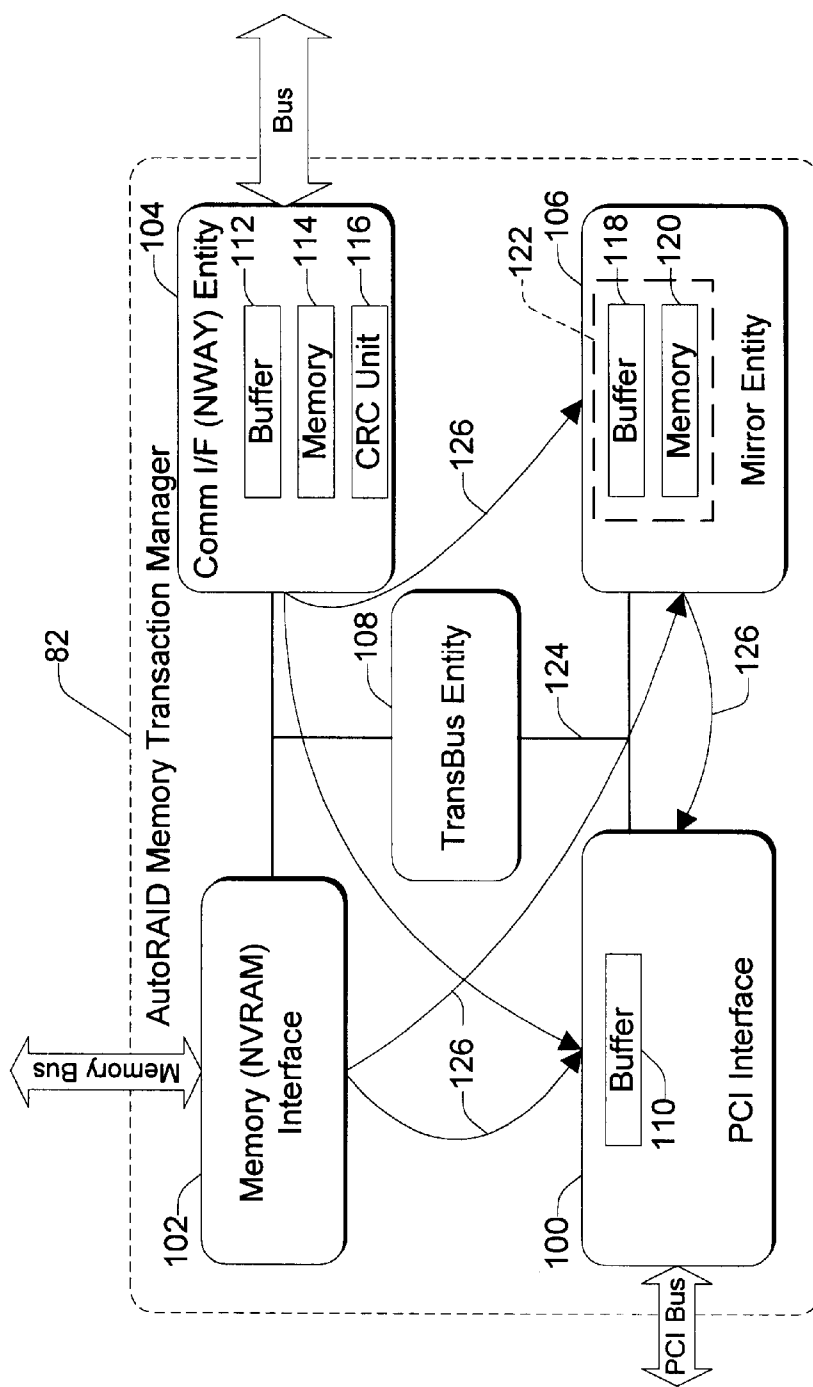 82
AutoRAID Memory Transaction Manager
Memory Bus
102
Memory (NVRAM)
Interface
104
Comm I/F (NWAY) Entity
Buffer
112
Memory
114
CRC Unit
116
Bus
126
108
TransBus Entity
124
126
126
126
100
Buffer
110
PCI Interface
PCI Bus
122
106
Buffer
118
Memory
120
Mirror Entity